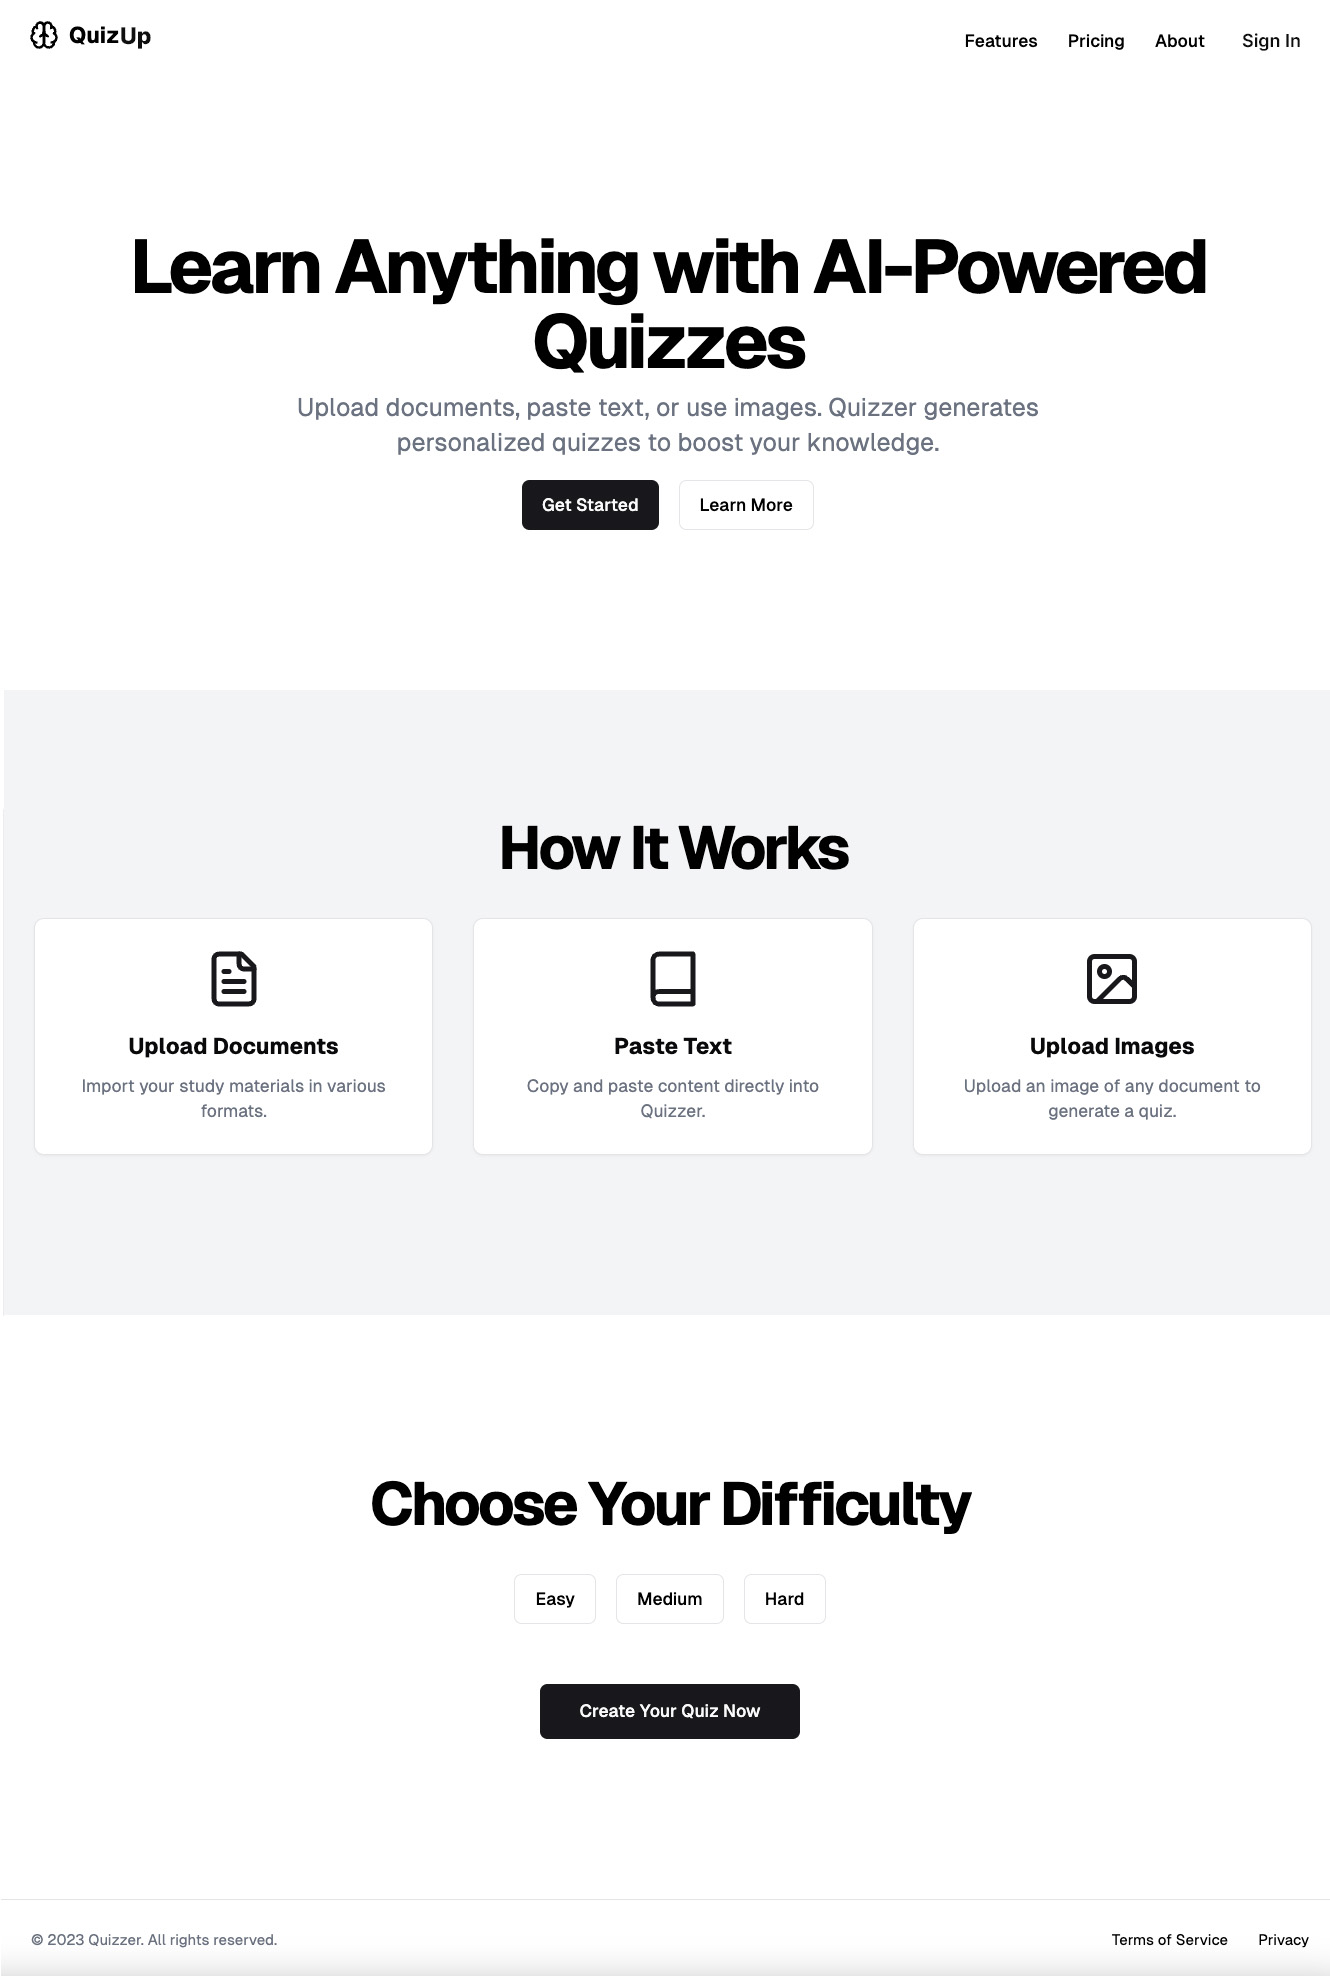 QuizUp
Features Pricing About Sign In
Learn Anything with AI-Powered
Quizzes
Upload documents, paste text, or use images. Quizzer generates
personalized quizzes to boost your knowledge.
Get Started Learn More
How It Works
Upload Documents
Import your study materials in various
formats.
Paste Text
Copy and paste content directly into
Quizzer.
Upload Images
Upload an image of any document to
generate a quiz.
Choose Your Difficulty
Easy Medium Hard
Create Your Quiz Now
© 2023 Quizzer. All rights reserved.
Terms of Service Privacy